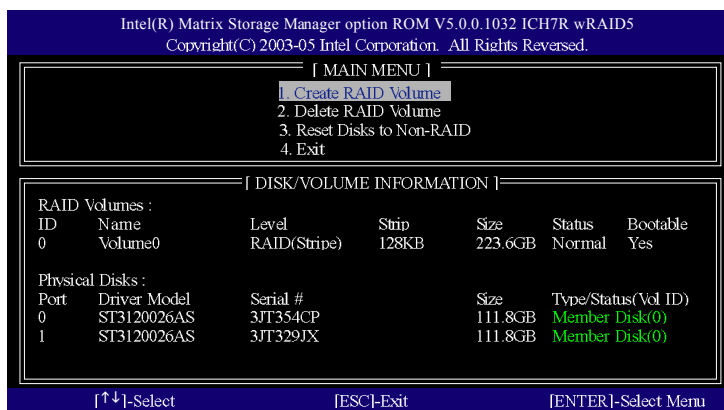 Intel(R) Matrix Storage Manager option ROM V5.0.0.1032 ICH7R wRAID5
Copyright(C) 2003-05 Intel Corporation. All Rights Reversed.
[ MAIN MENU ]
1. Create RAID Volume
2. Delete RAID Volume
3. Reset Disks to Non-RAID
4. Exit
[ DISK/VOLUME INFORMATION ]
RAID Volumes :
ID Name Level Strip Size Status Bootable
0 Volume0 RAID(Stripe) 128KB 223.6GB Normal Yes
Physical Disks :
Port Driver Model Serial # Size Type/Status(Vol ID)
0 ST3120026AS 3JT354CP 111.8GB Member Disk(0)
1 ST3120026AS 3JT329JX 111.8GB Member Disk(0)
[↑↓]-Select [ESC]-Exit [ENTER]-Select Menu